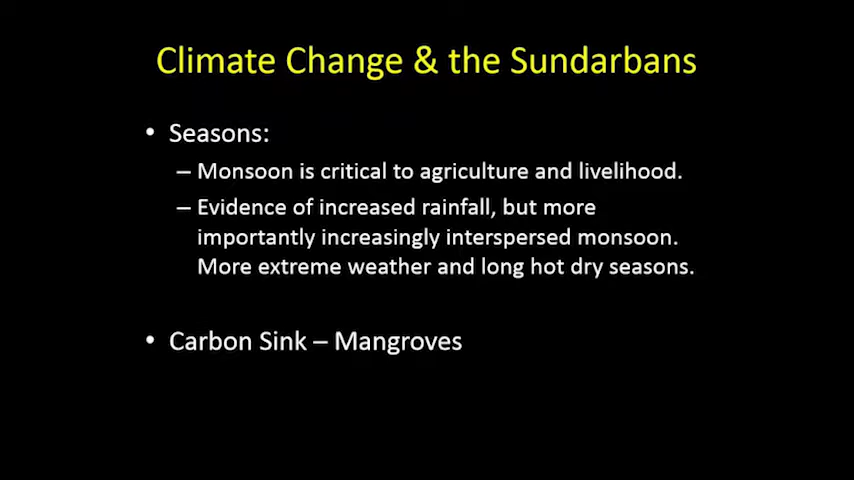 Climate Change & the Sundarbans
• Seasons:
– Monsoon is critical to agriculture and livelihood.
– Evidence of increased rainfall, but more
importantly increasingly interspersed monsoon.
More extreme weather and long hot dry seasons.
• Carbon Sink – Mangroves